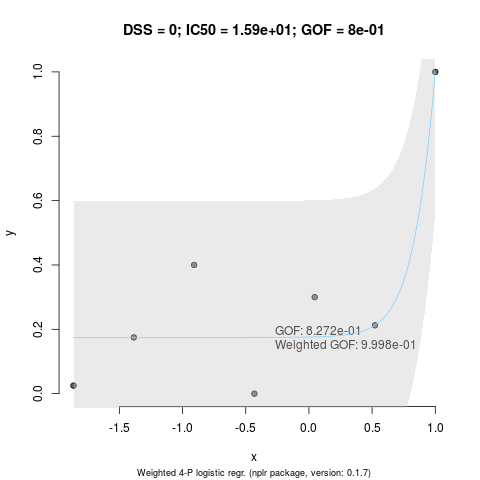 DSS = 0; IC50 = 1.59e+01; GOF = 8e-01
1.0
0.8
0.6
0.4
0.2
0.0
y
GOF: 8.272e-01
Weighted GOF: 9.998e-01
-1.5 -1.0 -0.5 0.0 0.5 1.0
x
Weighted 4-P logistic regr. (nplr package, version: 0.1.7)